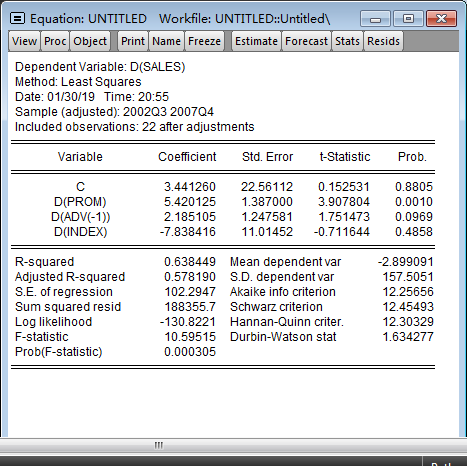 Equation: UNTITLED Workfile: UNTITLED::Untitled\
View Proc Object Print Name Freeze Estimate Forecast Stats Resids
Dependent Variable: D(SALES)
Method: Least Squares
Date: 01/30/19 Time: 20:55
Sample (adjusted): 2002Q3 2007Q4
Included observations: 22 after adjustments
Variable Coefficient Std. Error t-Statistic Prob.
C 3.441260 22.56112 0.152531 0.8805
D(PROM) 5.420125 1.387000 3.907804 0.0010
D(ADV(-1)) 2.185105 1.247581 1.751473 0.0969
D(INDEX) -7.838416 11.01452 -0.711644 0.4858
R-squared 0.638449 Mean dependent var -2.899091
Adjusted R-squared 0.578190 S.D. dependent var 157.5051
S.E. of regression 102.2947 Akaike info criterion 12.25656
Sum squared resid 188355.7 Schwarz criterion 12.45493
Log likelihood -130.8221 Hannan-Quinn criter. 12.30329
F-statistic 10.59515 Durbin-Watson stat 1.634277
Prob(F-statistic) 0.000305